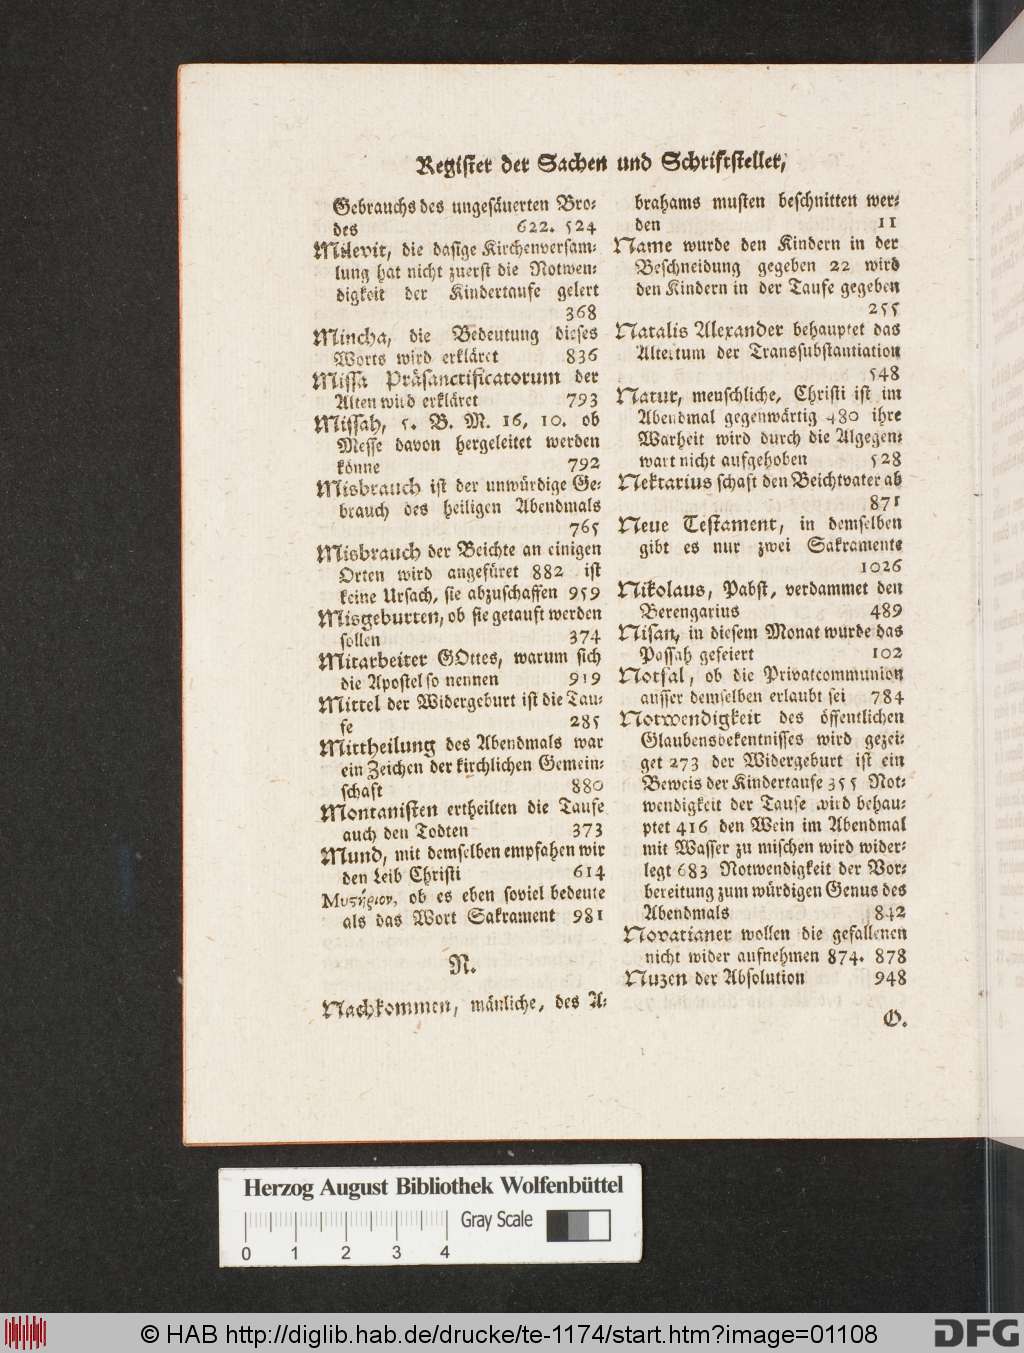 Register der Sachen und Schriftsteller,
Gebrauchs des ungesäuerten Bro-
des 622. 524
Milevit, die dasige Kirchenversam-
lung hat nicht zuerst die Notwen-
digkeit der Kindertaufe gelert
368
Mincha, die Bedeutung dieses
Worts wird erkläret 836
Missa Präsanctificatorum der
Alten wird erkläret 793
Missah, 5. B. M. 16, 10. ob
Messe davon hergeleitet werden
könne 792
Misbrauch ist der unwürdige Ge-
brauch des heiligen Abendmals
765
Misbrauch der Beichte an einigen
Orten wird angefüret 882 ist
keine Ursach, sie abzuschaffen 959
Misgeburten, ob sie getauft werden
sollen 374
Mitarbeiter GOttes, warum sich
die Apostel so nennen 919
Mittel der Widergeburt ist die Tau-
fe 285
Mittheilung des Abendmals war
ein Zeichen der kirchlichen Gemein-
schaft 880
Montanisten ertheilten die Taufe
auch den Todten 373
Mund, mit demselben empfahen wir
den Leib Christi 614
Μυστήριον, ob es eben soviel bedeute
als das Wort Sakrament 981
N.
Nachkommen, mänliche, des A-
brahams musten beschnitten wer-
den 11
Name wurde den Kindern in der
Beschneidung gegeben 22 wird
den Kindern in der Taufe gegeben
255
Natalis Alexander behauptet das
Altertum der Transsubstantiation
548
Natur, menschliche, Christi ist im
Abendmal gegenwärtig 480 ihre
Warheit wird durch die Algegen-
wart nicht aufgehoben 528
Nektarius schaft den Beichtvater ab
871
Neue Testament, in demselben
gibt es nur zwei Sakramente
1026
Nikolaus, Pabst, verdammet den
Berengarius 489
Nisan, in diesem Monat wurde das
Passah gefeiert 102
Notfal, ob die Privatcommunion
ausser demselben erlaubt sei 784
Notwendigkeit des öffentlichen
Glaubensbekentnisses wird gezei-
get 273 der Widergeburt ist ein
Beweis der Kindertaufe 355 Not-
wendigkeit der Taufe wird behau-
ptet 416 den Wein im Abendmal
mit Wasser zu mischen wird wider-
legt 683 Notwendigkeit der Vor-
bereitung zum würdigen Genus des
Abendmals 842
Novatianer wollen die gefallenen
nicht wider aufnehmen 874. 878
Nuzen der Absolution 948
O.
Herzog August Bibliothek Wolfenbüttel
Gray Scale
0 1 2 3 4
© HAB http://diglib.hab.de/drucke/te-1174/start.htm?image=01108
DFG